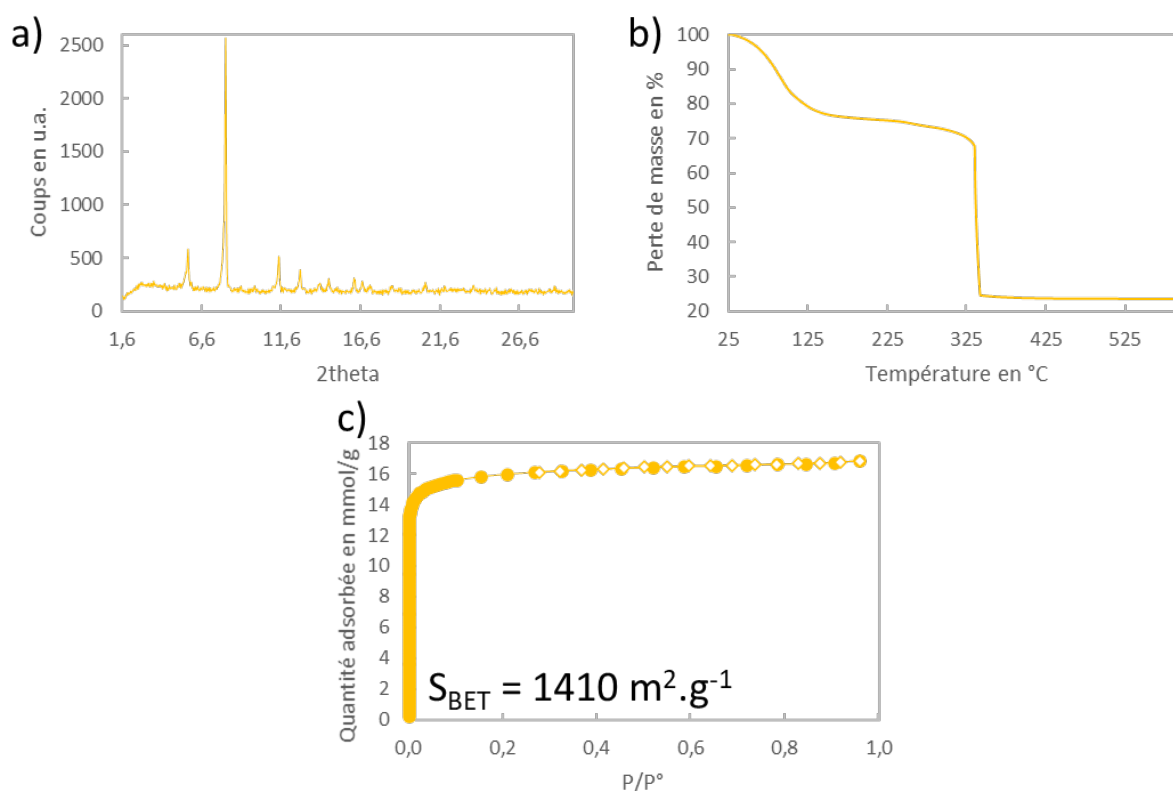 a)
2500
2000
1500
1000
500
0
Coups en u.a.
1,6 6,6 11,6 16,6 21,6 26,6
2theta
b)
100
90
80
70
60
50
40
30
20
Perte de masse en %
25 125 225 325 425 525
Température en °C
c)
18
16
14
12
10
8
6
4
2
0
Quantité adsorbée en mmol/g
S_BET = 1410 m².g⁻¹
0,0 0,2 0,4 0,6 0,8 1,0
P/P°